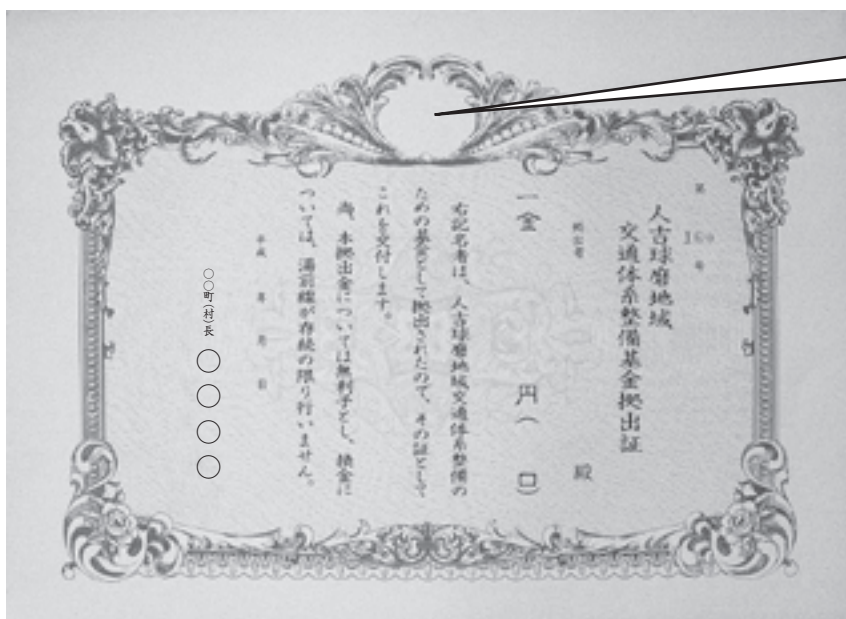 第 160 号
人吉球磨地域
交通体系整備基金拠出証
拠出者 殿
一金 円（ 口）
右記名者は、人吉球磨地域交通体系整備の
ための基金として拠出されたので、その証として
これを交付します。
尚、本拠出金については無利子とし、換金に
ついては、湯前線が存続の限り行いません。
平成 年 月 日
○○町（村）長 ○○○○